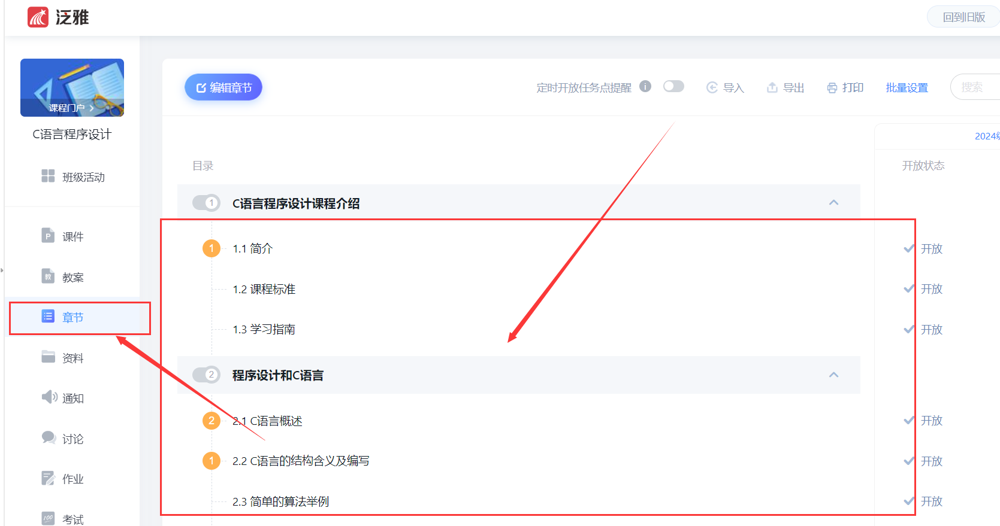 泛雅
回到旧版
课程门户
C语言程序设计
班级活动
课件
教案
章节
资料
通知
讨论
作业
考试
编辑章节
定时开放任务点提醒
导入
导出
打印
批量设置
搜索
目录
2024级
开放状态
1 C语言程序设计课程介绍
1 1.1 简介 开放
1.2 课程标准 开放
1.3 学习指南 开放
2 程序设计和C语言
2 2.1 C语言概述 开放
1 2.2 C语言的结构含义及编写 开放
2.3 简单的算法举例 开放